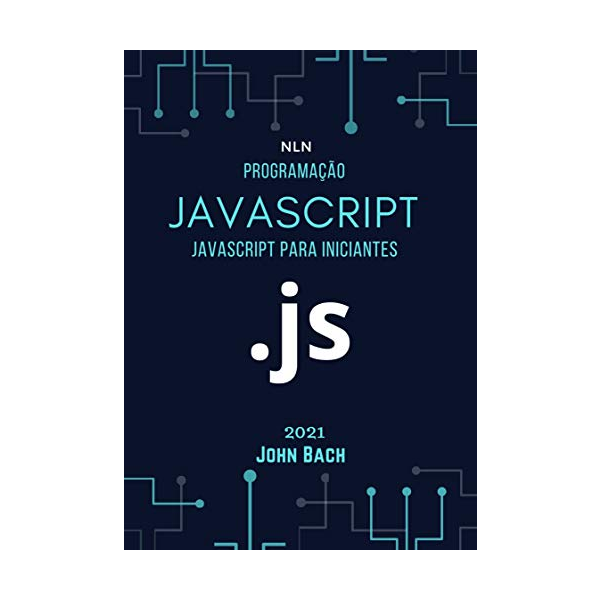 NLN
PROGRAMAÇÃO
JAVASCRIPT
JAVASCRIPT PARA INICIANTES
.js
2021
JOHN BACH